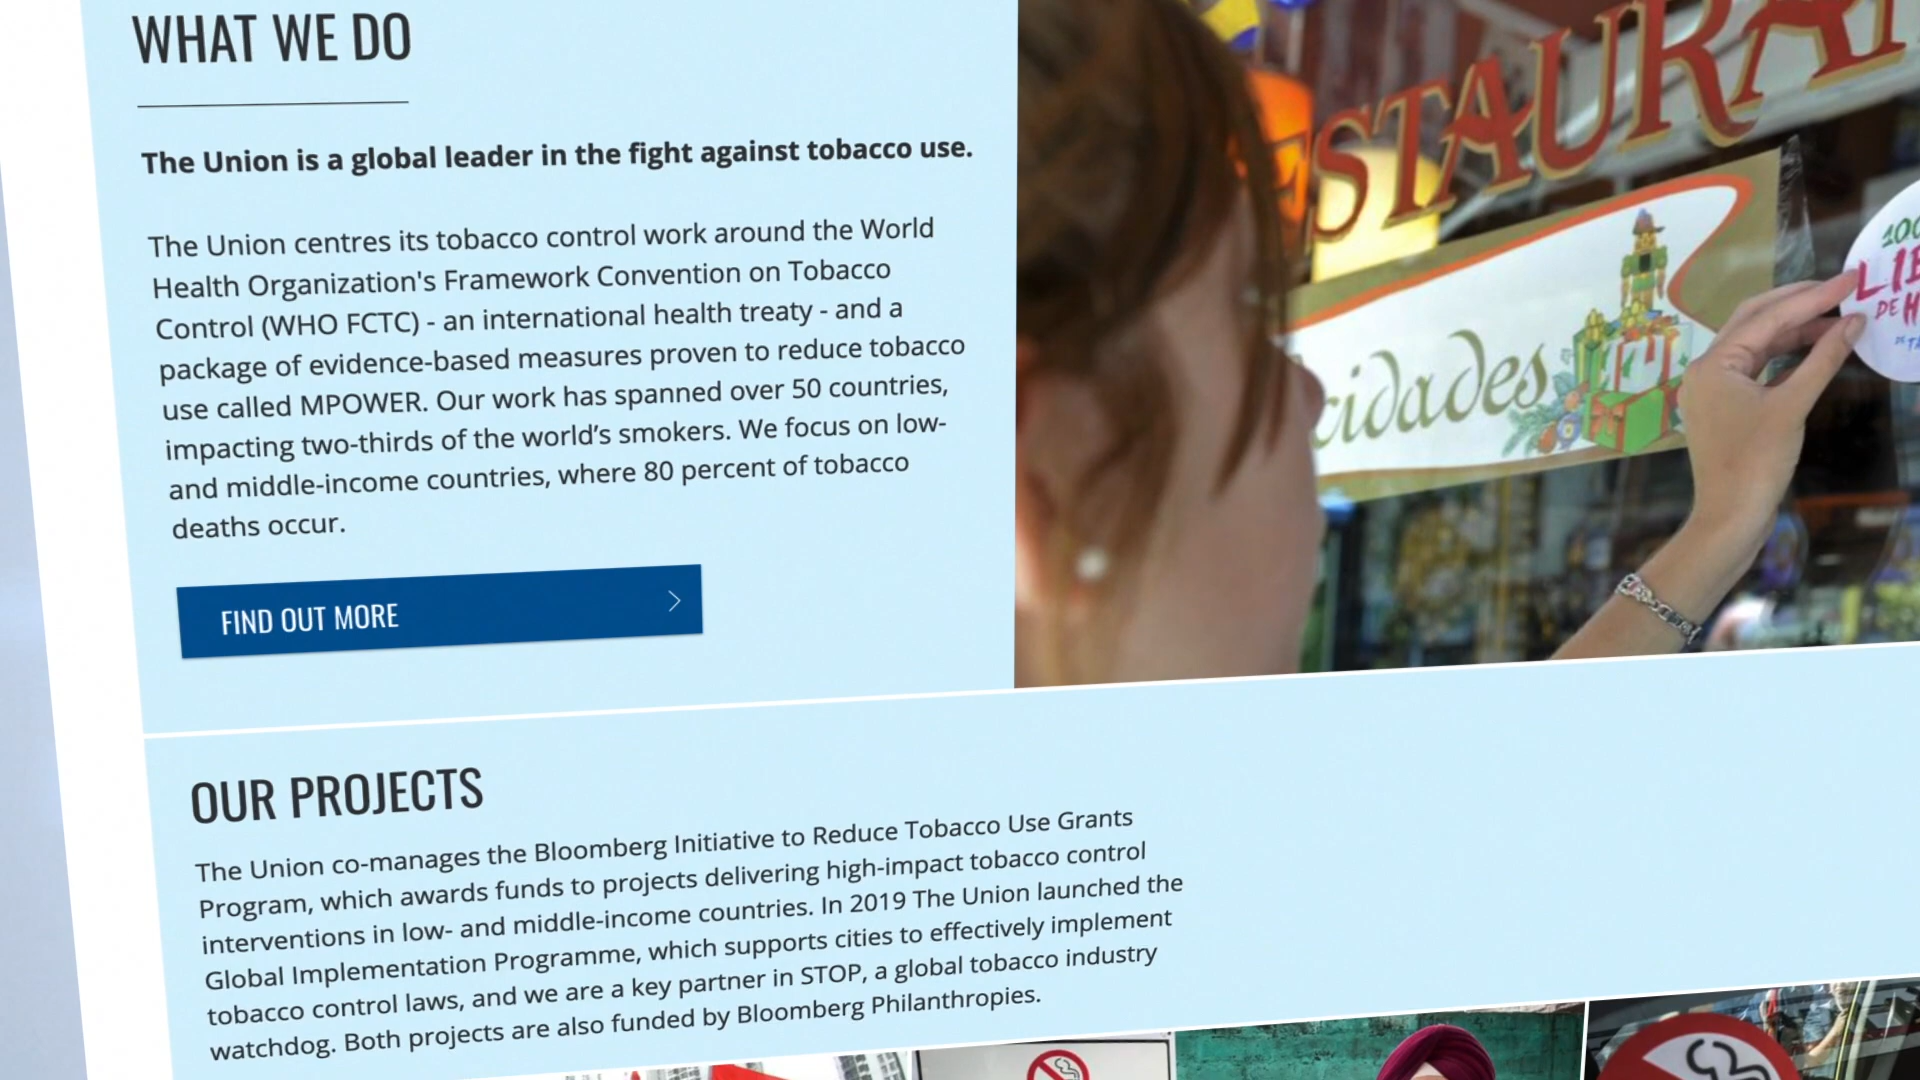 WHAT WE DO
The Union is a global leader in the fight against tobacco use.
The Union centres its tobacco control work around the World
Health Organization's Framework Convention on Tobacco
Control (WHO FCTC) - an international health treaty - and a
package of evidence-based measures proven to reduce tobacco
use called MPOWER. Our work has spanned over 50 countries,
impacting two-thirds of the world’s smokers. We focus on low-
and middle-income countries, where 80 percent of tobacco
deaths occur.
FIND OUT MORE
OUR PROJECTS
The Union co-manages the Bloomberg Initiative to Reduce Tobacco Use Grants
Program, which awards funds to projects delivering high-impact tobacco control
interventions in low- and middle-income countries. In 2019 The Union launched the
Global Implementation Programme, which supports cities to effectively implement
tobacco control laws, and we are a key partner in STOP, a global tobacco industry
watchdog. Both projects are also funded by Bloomberg Philanthropies.
100
DE